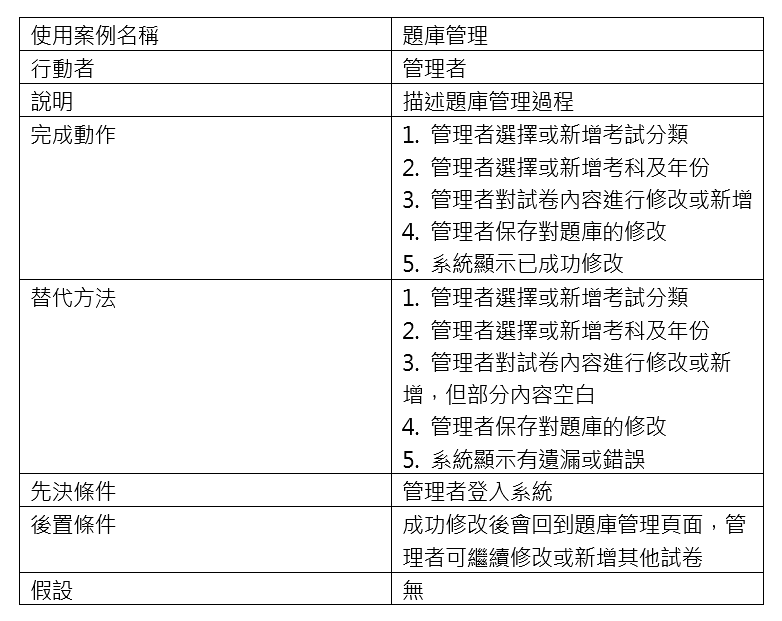 使用案例名稱
題庫管理
行動者
管理者
說明
描述題庫管理過程
完成動作
1. 管理者選擇或新增考試分類
2. 管理者選擇或新增考科及年份
3. 管理者對試卷內容進行修改或新增
4. 管理者保存對題庫的修改
5. 系統顯示已成功修改
替代方法
1. 管理者選擇或新增考試分類
2. 管理者選擇或新增考科及年份
3. 管理者對試卷內容進行修改或新
增，但部分內容空白
4. 管理者保存對題庫的修改
5. 系統顯示有遺漏或錯誤
先決條件
管理者登入系統
後置條件
成功修改後會回到題庫管理頁面，管
理者可繼續修改或新增其他試卷
假設
無